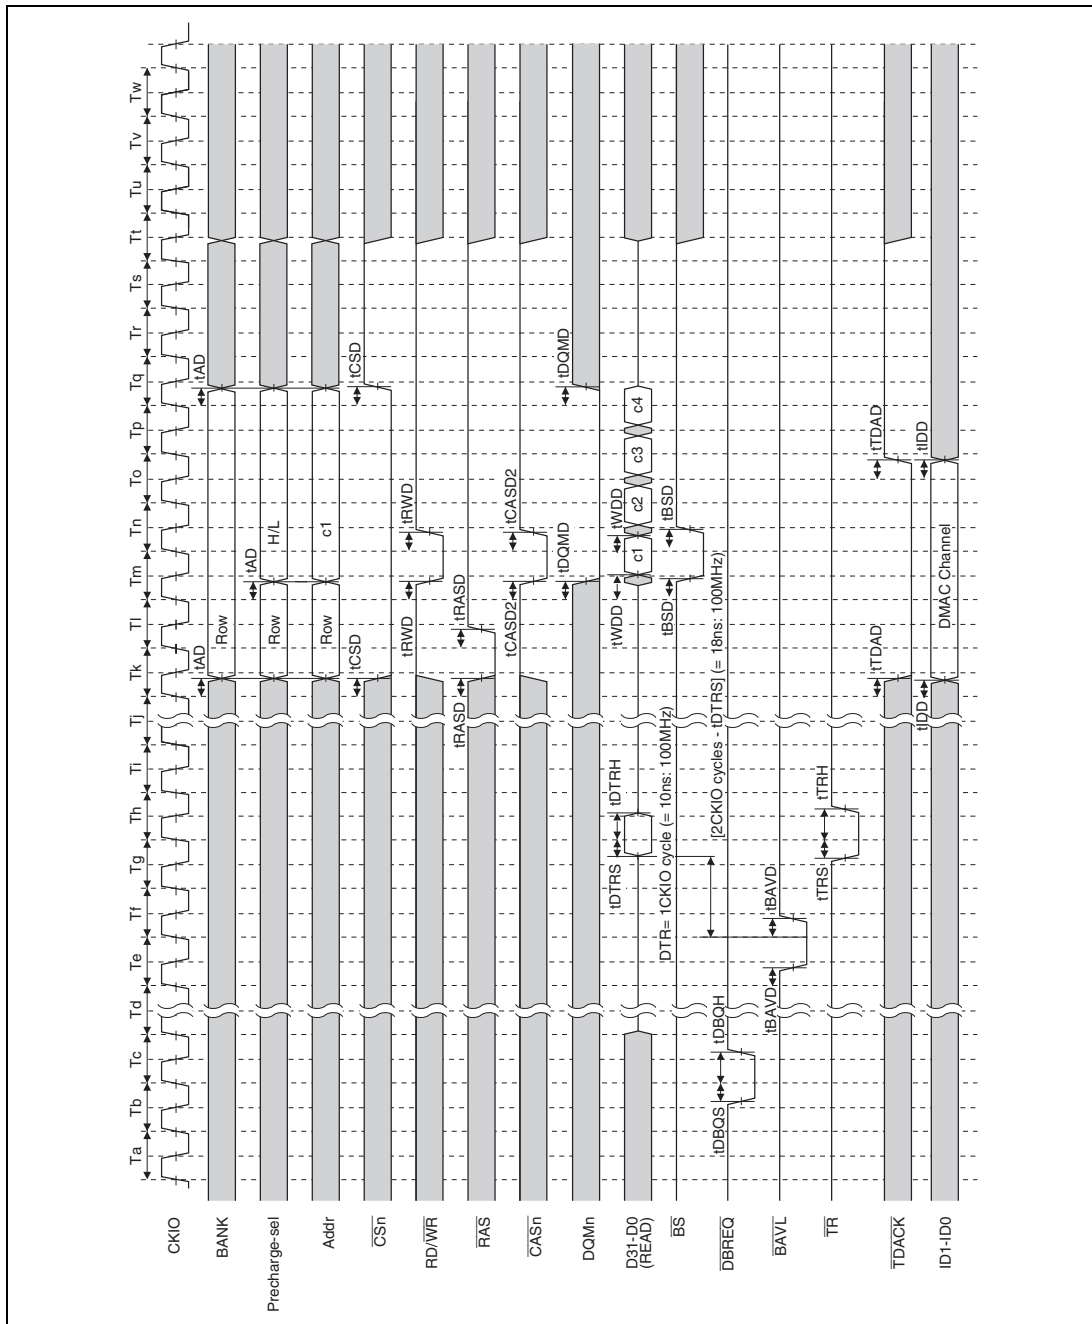 CKIO
Ta
Tb
Tc
Td
Te
Tf
Tg
Th
Ti
Tj
Tk
Tl
Tm
Tn
To
Tp
Tq
Tr
Ts
Tt
Tu
Tv
Tw
BANK
tAD
Row
tAD
Precharge-sel
Row
tAD
H/L
Addr
Row
c1
CSn
tCSD
tCSD
RD/WR
tRWD
tRWD
RAS
tRASD
tRASD
CASn
tCASD2
tCASD2
DQMn
tDQMD
tDQMD
D31-D0
(READ)
tDTRS
tDTRH
tWDD
c1
tWDD
c2
c3
c4
DTR= 1CKIO cycle (= 10ns: 100MHz)
BS
tBSD
tBSD
[2CKIO cycles - tDTRS] (= 18ns: 100MHz)
DBREQ
tDBQS
tDBQH
BAVL
tBAVD
tBAVD
TR
tTRS
tTRH
TDACK
tTDAD
tTDAD
ID1-ID0
tIDD
DMAC Channel
tIDD